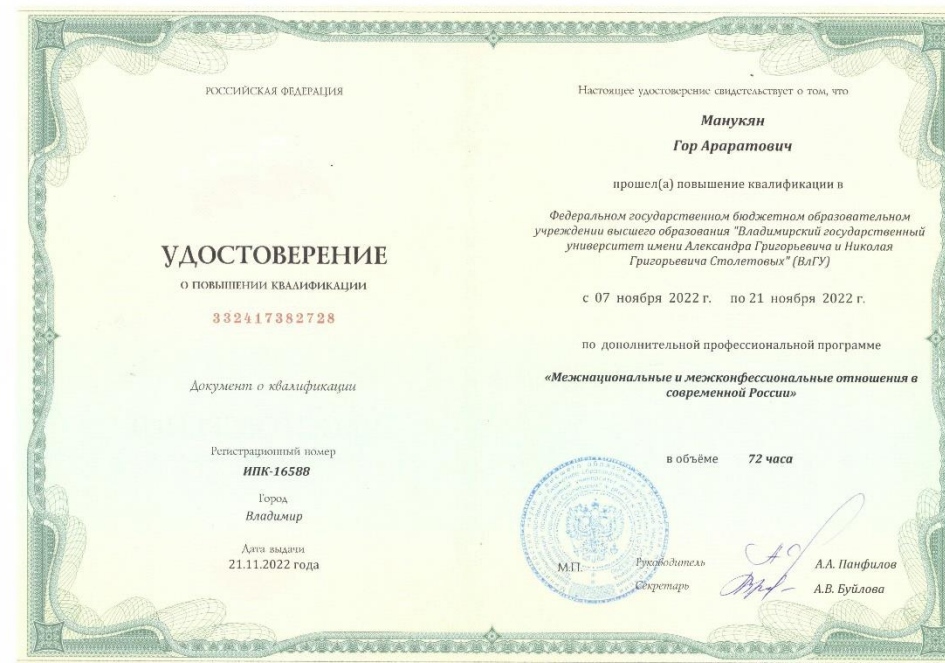 РОССИЙСКАЯ ФЕДЕРАЦИЯ
УДОСТОВЕРЕНИЕ
О ПОВЫШЕНИИ КВАЛИФИКАЦИИ
332417382728
Документ о квалификации
Регистрационный номер
ИПК-16588
Город
Владимир
Дата выдачи
21.11.2022 года
Настоящее удостоверение свидетельствует о том, что
Манукян
Гор Араратович
прошел(а) повышение квалификации в
Федеральном государственном бюджетном образовательном
учреждении высшего образования "Владимирский государственный
университет имени Александра Григорьевича и Николая
Григорьевича Столетовых" (ВлГУ)
с 07 ноября 2022 г. по 21 ноября 2022 г.
по дополнительной профессиональной программе
«Межнациональные и межконфессиональные отношения в
современной России»
в объёме 72 часа
М.П.
Руководитель А.А. Панфилов
Секретарь А.В. Буйлова